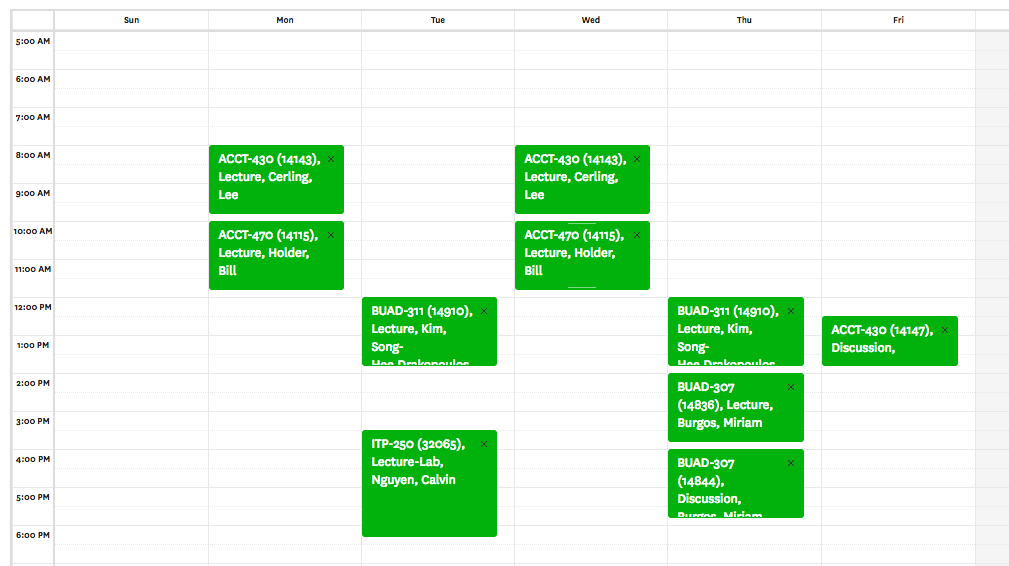 Sun Mon Tue Wed Thu Fri
5:00 AM
6:00 AM
7:00 AM
8:00 AM
9:00 AM
10:00 AM
11:00 AM
12:00 PM
1:00 PM
2:00 PM
3:00 PM
4:00 PM
5:00 PM
6:00 PM
ACCT-430 (14143), ×
Lecture, Cerling,
Lee
ACCT-470 (14115), ×
Lecture, Holder,
Bill
BUAD-311 (14910), ×
Lecture, Kim,
Song-
Hee Drakopoulos
ITP-250 (32065), ×
Lecture-Lab,
Nguyen, Calvin
ACCT-430 (14143), ×
Lecture, Cerling,
Lee
ACCT-470 (14115), ×
Lecture, Holder,
Bill
BUAD-311 (14910), ×
Lecture, Kim,
Song-
Hee Drakopoulos
BUAD-307 ×
(14836), Lecture,
Burgos, Miriam
BUAD-307 ×
(14844),
Discussion,
Burgos, Miriam
ACCT-430 (14147), ×
Discussion,